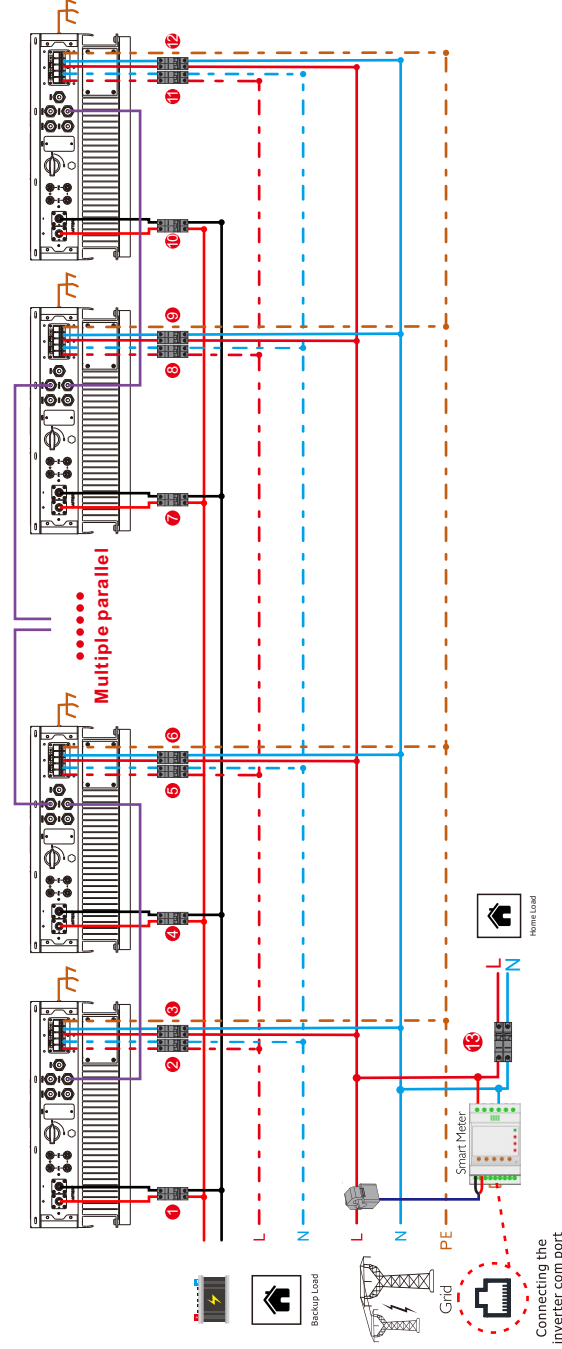 12
11
10
9
8
7
Multiple parallel
6
5
4
3
2
1
13
L
N
L
N
PE
L
N
Home Load
Smart Meter
Backup Load
Grid
Connecting the
inverter com port